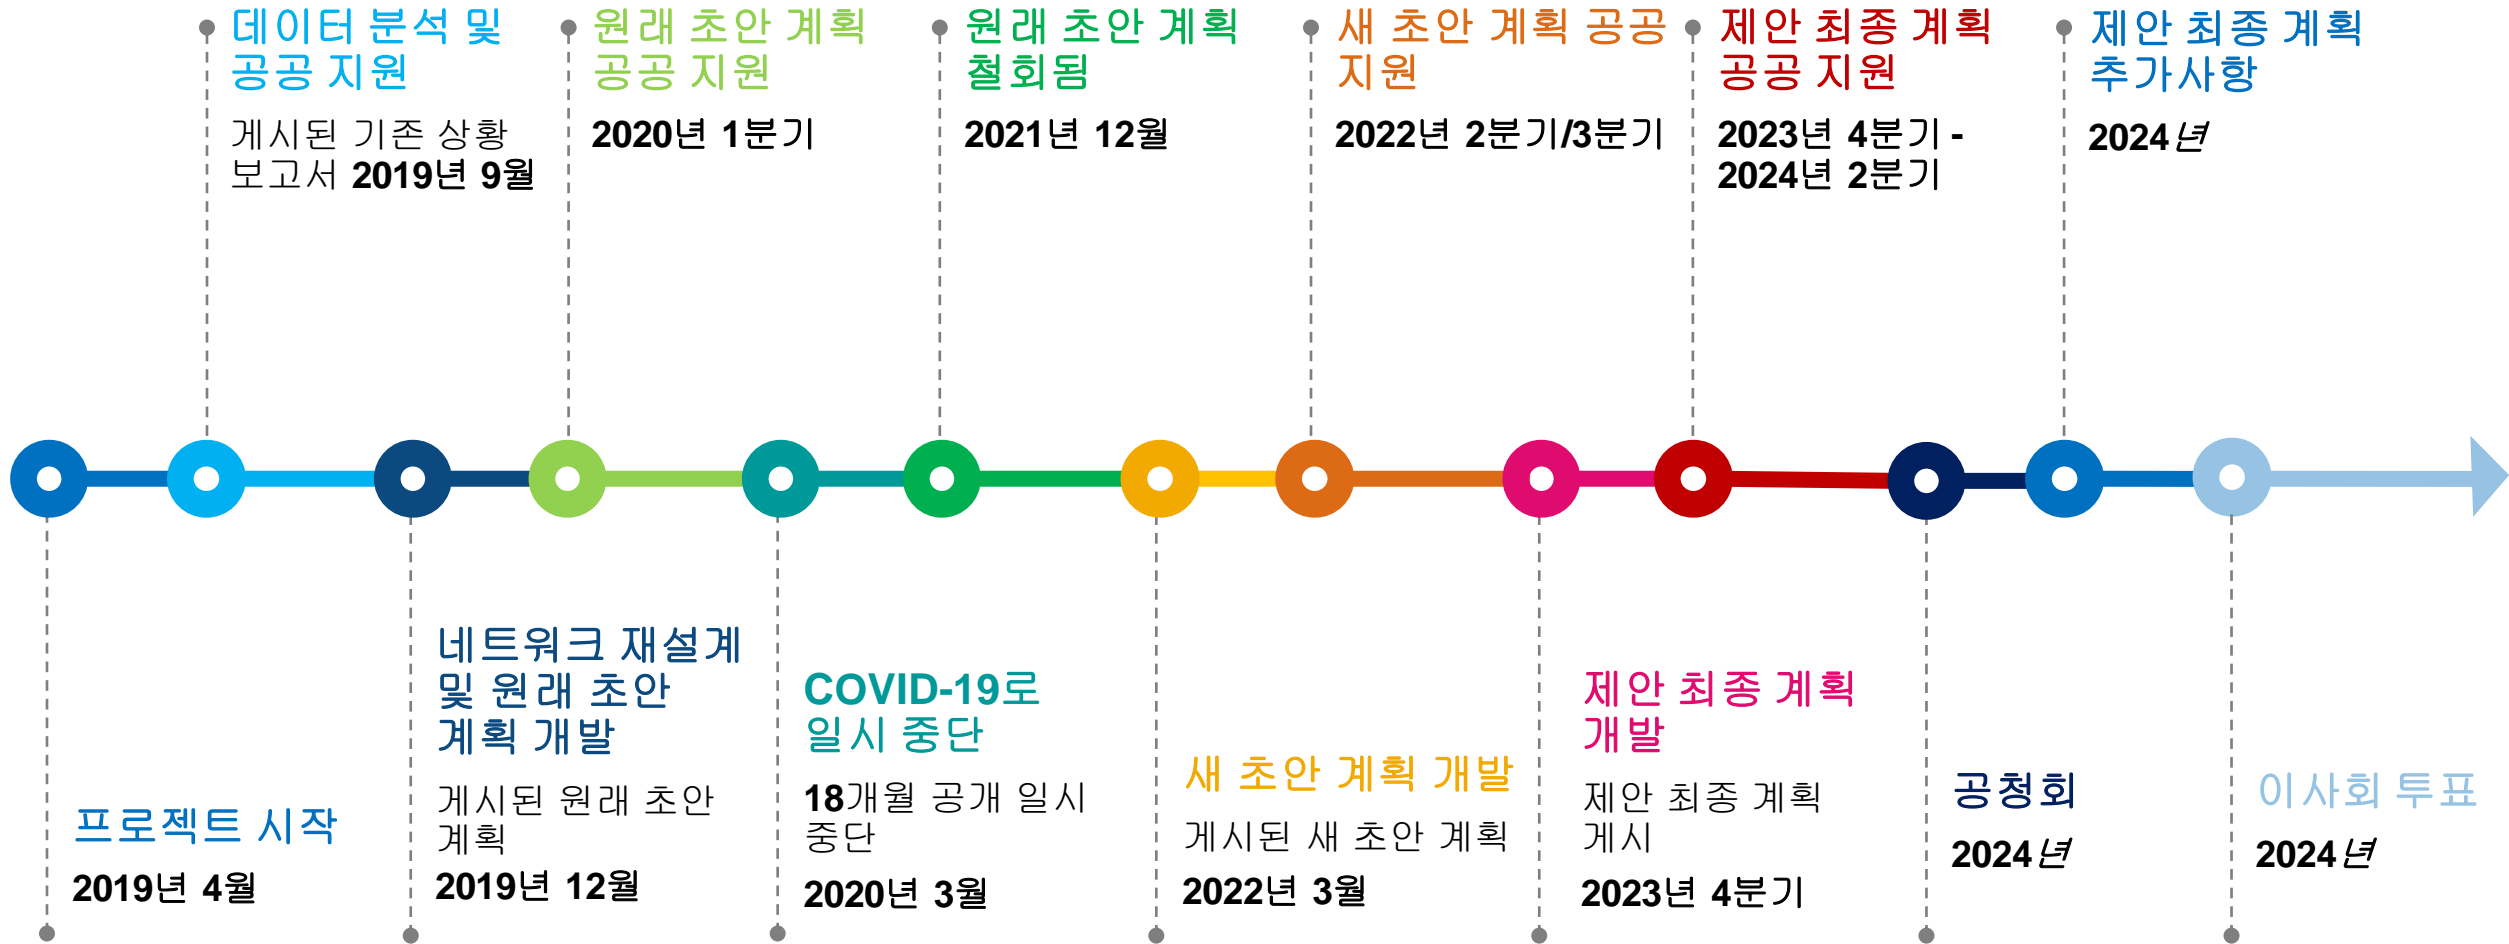 데이터 분석 및
공공 지원
게시된 기존 상황
보고서 2019년 9월
원래 초안 계획
공공 지원
2020년 1분기
원래 초안 계획
철회됨
2021년 12월
새 초안 계획 공공
지원
2022년 2분기/3분기
제안 최종 계획
공공 지원
2023년 4분기 -
2024년 2분기
제안 최종 계획
추가사항
2024년
프로젝트 시작
2019년 4월
네트워크 재설계
및 원래 초안
계획 개발
게시된 원래 초안
계획
2019년 12월
COVID-19로
일시 중단
18개월 공개 일시
중단
2020년 3월
새 초안 계획 개발
게시된 새 초안 계획
2022년 3월
제안 최종 계획
개발
제안 최종 계획
게시
2023년 4분기
공청회
2024년
이사회 투표
2024년